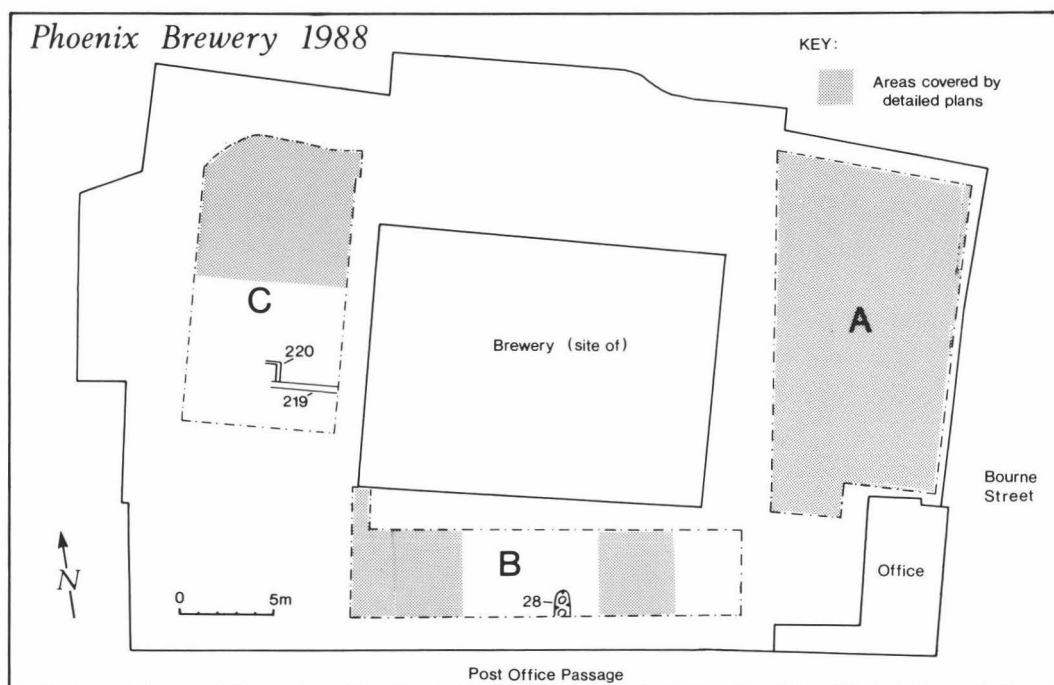 Phoenix Brewery 1988
KEY:
Areas covered by
detailed plans
C
220
219
Brewery (site of)
A
Bourne
Street
B
28
Office
N
0 5m
Post Office Passage